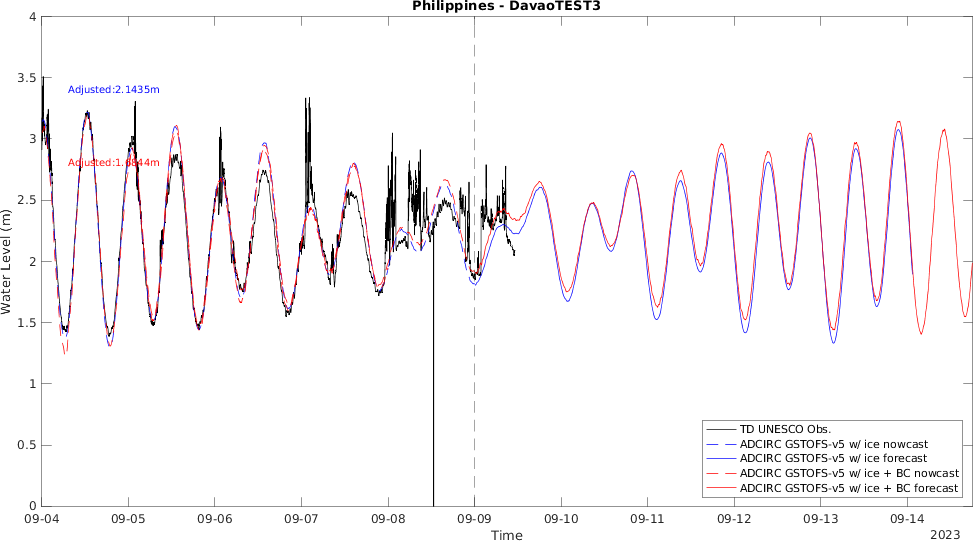 Philippines - DavaoTEST3
4
3.5
3
2.5
2
1.5
1
0.5
0
Water Level (m)
Adjusted:2.1435m
Adjusted:1.6844m
TD UNESCO Obs.
ADCIRC GSTOFS-v5 w/ ice nowcast
ADCIRC GSTOFS-v5 w/ ice forecast
ADCIRC GSTOFS-v5 w/ ice + BC nowcast
ADCIRC GSTOFS-v5 w/ ice + BC forecast
09-04 09-05 09-06 09-07 09-08 09-09 09-10 09-11 09-12 09-13 09-14
Time
2023